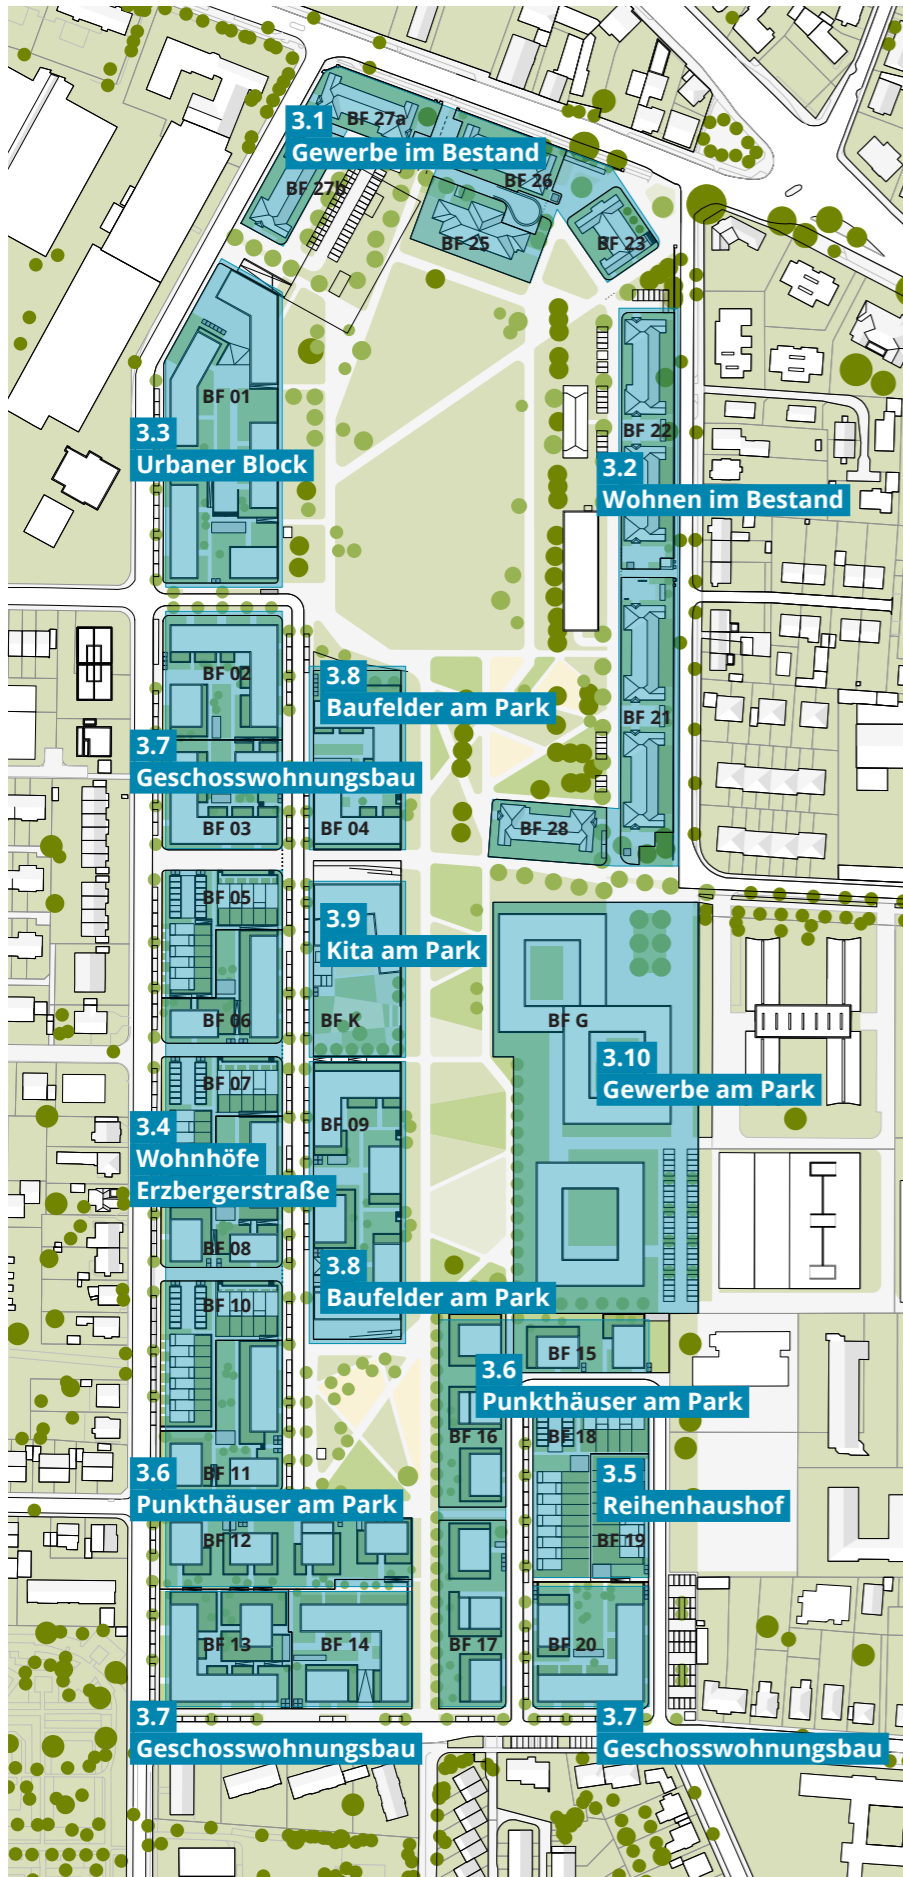 BF 27a
3.1
Gewerbe im Bestand
BF 26
BF 27b
BF 25
BF 23
BF 01
3.3
Urbaner Block
BF 22
3.2
Wohnen im Bestand
BF 02
3.8
Baufelder am Park
BF 21
3.7
Geschosswohnungsbau
BF 03
BF 04
BF 28
BF 05
3.9
Kita am Park
BF 06
BF K
BF G
3.10
Gewerbe am Park
BF 07
3.4
Wohnhöfe
Erzbergerstraße
BF 09
BF 08
3.8
Baufelder am Park
BF 10
BF 15
3.6
Punkthäuser am Park
BF 16
BF 18
BF 11
3.6
Punkthäuser am Park
3.5
Reihenhaushof
BF 12
BF 19
BF 13
BF 14
BF 17
BF 20
3.7
Geschosswohnungsbau
3.7
Geschosswohnungsbau